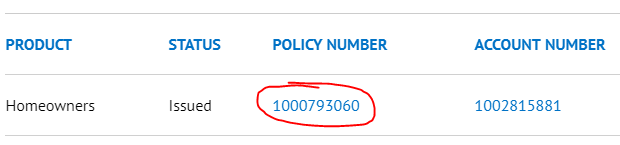 PRODUCT STATUS POLICY NUMBER ACCOUNT NUMBER
Homeowners Issued 1000793060 1002815881